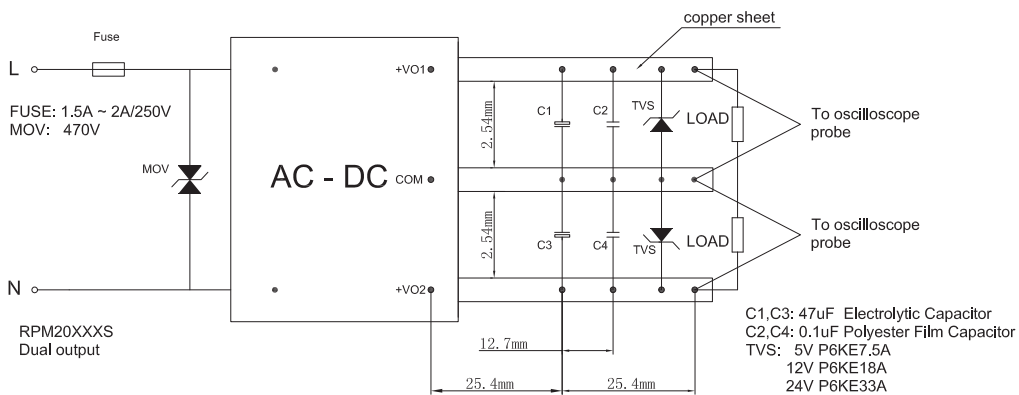 copper sheet
Fuse
L
+VO1
FUSE: 1.5A ~ 2A/250V
MOV: 470V
2.54mm
C1
C2
TVS
LOAD
To oscilloscope
probe
MOV
AC - DC
COM
2.54mm
C3
C4
TVS
LOAD
To oscilloscope
probe
N
+VO2
RPM20XXXS
Dual output
12.7mm
25.4mm
25.4mm
C1,C3: 47uF Electrolytic Capacitor
C2,C4: 0.1uF Polyester Film Capacitor
TVS: 5V P6KE7.5A
12V P6KE18A
24V P6KE33A